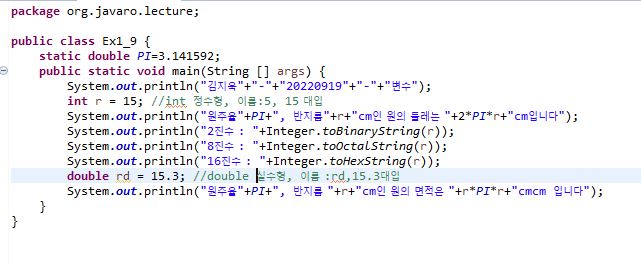 package org.javaro.lecture;
public class Ex1_9 {
static double PI=3.141592;
public static void main(String [] args) {
System.out.println("김지욱"+"-"+"20220919"+"-"+"변수");
int r = 15; //int 정수형, 이름:5, 15 대입
System.out.println("원주율"+PI+", 반지름"+r+"cm인 원의 둘레는 "+2*PI*r+"cm입니다");
System.out.println("2진수 : "+Integer.toBinaryString(r));
System.out.println("8진수 : "+Integer.toOctalString(r));
System.out.println("16진수 : "+Integer.toHexString(r));
double rd = 15.3; //double 실수형, 이름 :rd,15.3대입
System.out.println("원주율"+PI+", 반지름 "+r+"cm인 원의 면적은 "+r*PI*r+"cmcm 입니다");
}
}